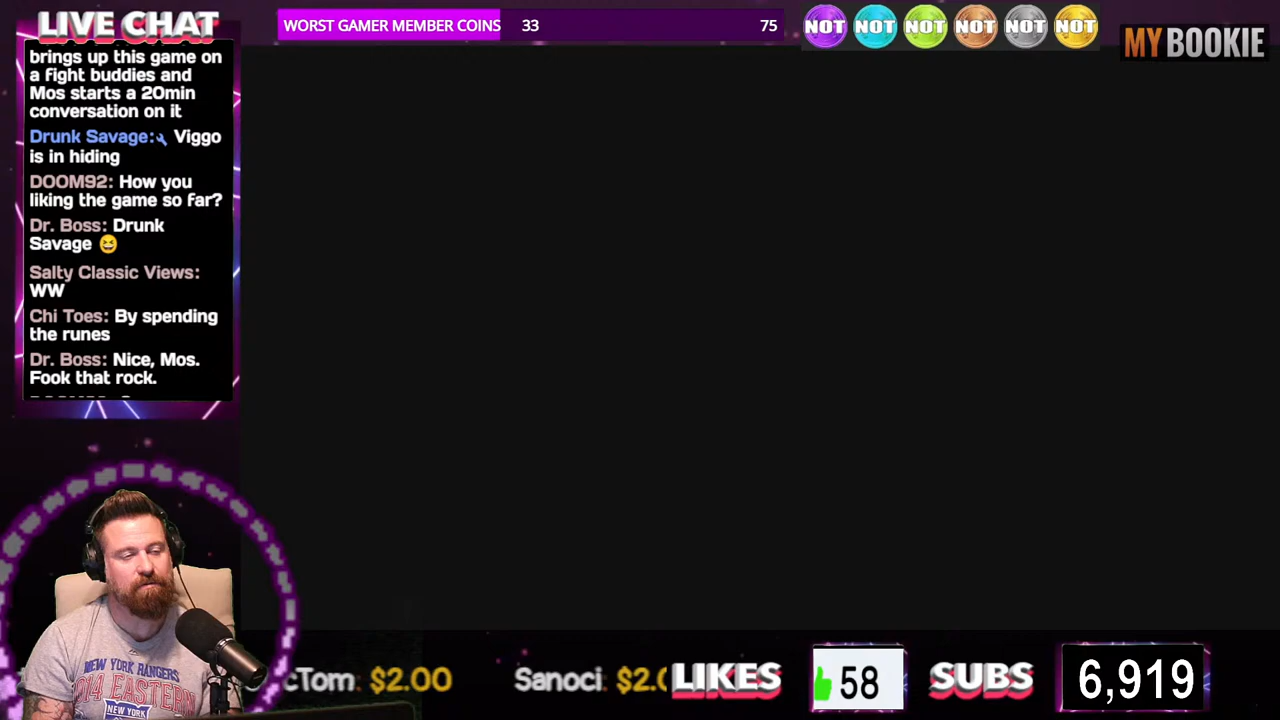 LIVE CHAT
WORST GAMER MEMBER COINS 33 75
NOT NOT NOT NOT NOT NOT
MYBOOKIE
brings up this game on
a fight buddies and
Mos starts a 20min
conversation on it
Drunk Savage: Viggo
is in hiding
DOOM92: How you
liking the game so far?
Dr. Boss: Drunk
Savage 😆
Salty Classic Views:
WW
Chi Toes: By spending
the runes
Dr. Boss: Nice, Mos.
Fook that rock.
NEW YORK RANGERS
2014 EASTERN
NEW YORK
cTom: $2.00 Sanoci: $2.0
LIKES 58 SUBS 6,919